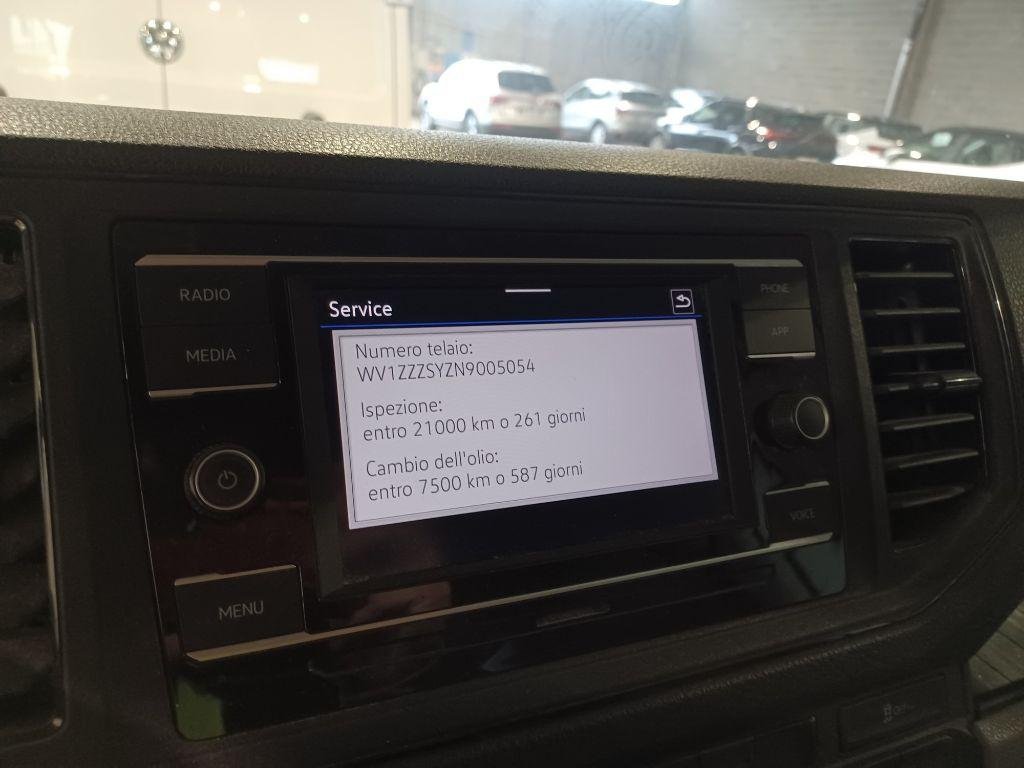 RADIO
MEDIA
MENU
Service
Numero telaio:
WV1ZZZSYZN9005054
Ispezione:
entro 21000 km o 261 giorni
Cambio dell'olio:
entro 7500 km o 587 giorni
PHONE
APP
VOICE
OFF